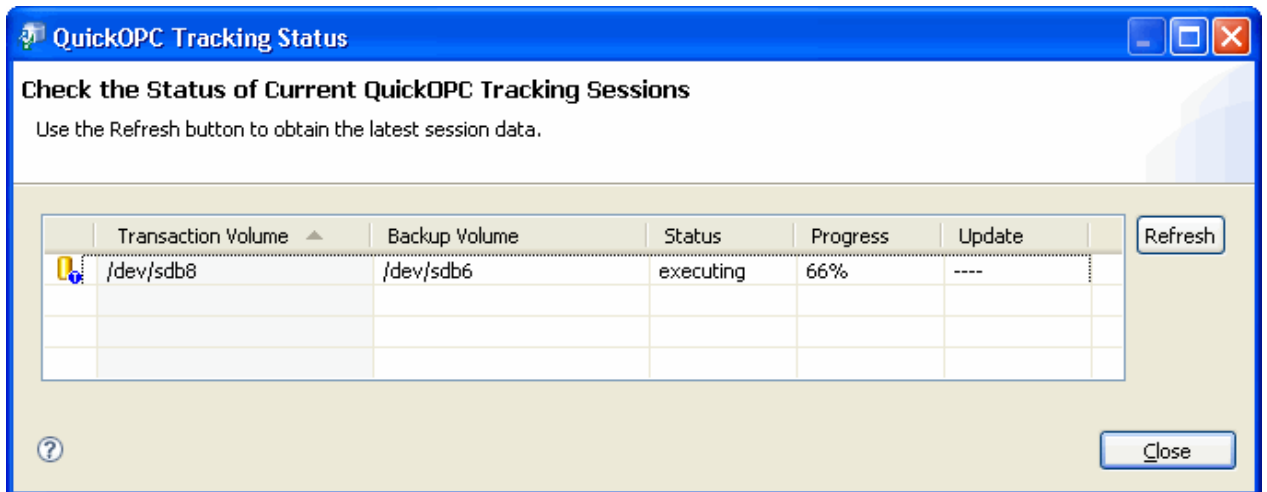 QuickOPC Tracking Status
Check the Status of Current QuickOPC Tracking Sessions
Use the Refresh button to obtain the latest session data.
Transaction Volume Backup Volume Status Progress Update Refresh
/dev/sdb8 /dev/sdb6 executing 66% ----
Close